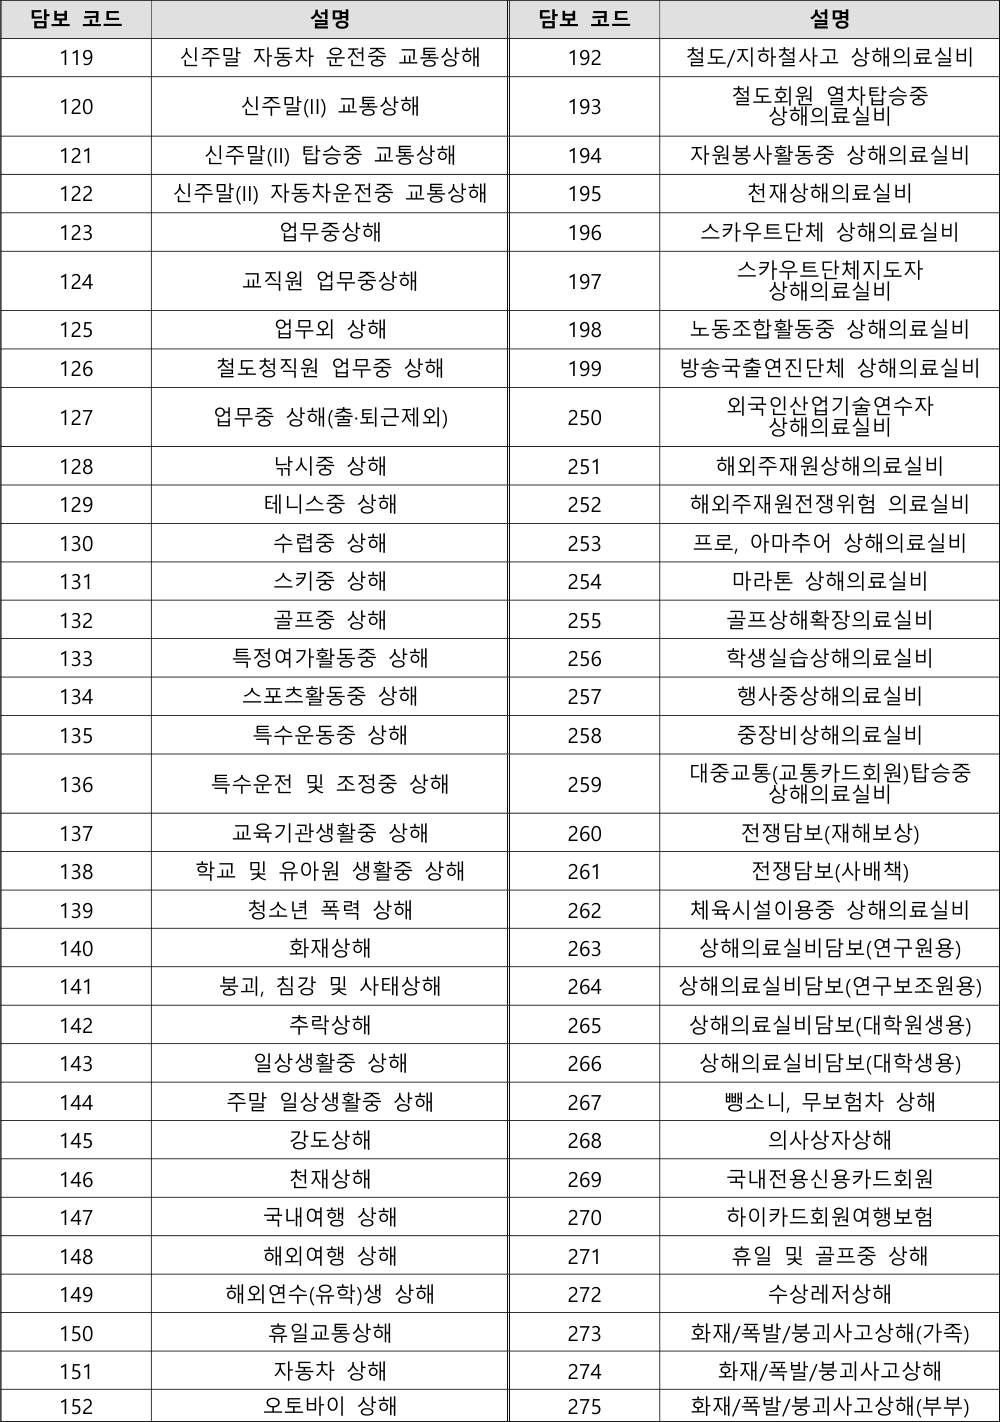 담보 코드 설명 담보 코드 설명
119 신주말 자동차 운전중 교통상해 192 철도/지하철사고 상해의료실비
120 신주말(II) 교통상해 193 철도회원 열차탑승중
상해의료실비
121 신주말(II) 탑승중 교통상해 194 자원봉사활동중 상해의료실비
122 신주말(II) 자동차운전중 교통상해 195 천재상해의료실비
123 업무중상해 196 스카우트단체 상해의료실비
124 교직원 업무중상해 197 스카우트단체지도자
상해의료실비
125 업무외 상해 198 노동조합활동중 상해의료실비
126 철도청직원 업무중 상해 199 방송국출연진단체 상해의료실비
127 업무중 상해(출·퇴근제외) 250 외국인산업기술연수자
상해의료실비
128 낚시중 상해 251 해외주재원상해의료실비
129 테니스중 상해 252 해외주재원전쟁위험 의료실비
130 수렵중 상해 253 프로, 아마추어 상해의료실비
131 스키중 상해 254 마라톤 상해의료실비
132 골프중 상해 255 골프상해확장의료실비
133 특정여가활동중 상해 256 학생실습상해의료실비
134 스포츠활동중 상해 257 행사중상해의료실비
135 특수운동중 상해 258 중장비상해의료실비
136 특수운전 및 조정중 상해 259 대중교통(교통카드회원)탑승중
상해의료실비
137 교육기관생활중 상해 260 전쟁담보(재해보상)
138 학교 및 유아원 생활중 상해 261 전쟁담보(사배책)
139 청소년 폭력 상해 262 체육시설이용중 상해의료실비
140 화재상해 263 상해의료실비담보(연구원용)
141 붕괴, 침강 및 사태상해 264 상해의료실비담보(연구보조원용)
142 추락상해 265 상해의료실비담보(대학원생용)
143 일상생활중 상해 266 상해의료실비담보(대학생용)
144 주말 일상생활중 상해 267 뺑소니, 무보험차 상해
145 강도상해 268 의사상자상해
146 천재상해 269 국내전용신용카드회원
147 국내여행 상해 270 하이카드회원여행보험
148 해외여행 상해 271 휴일 및 골프중 상해
149 해외연수(유학)생 상해 272 수상레저상해
150 휴일교통상해 273 화재/폭발/붕괴사고상해(가족)
151 자동차 상해 274 화재/폭발/붕괴사고상해
152 오토바이 상해 275 화재/폭발/붕괴사고상해(부부)